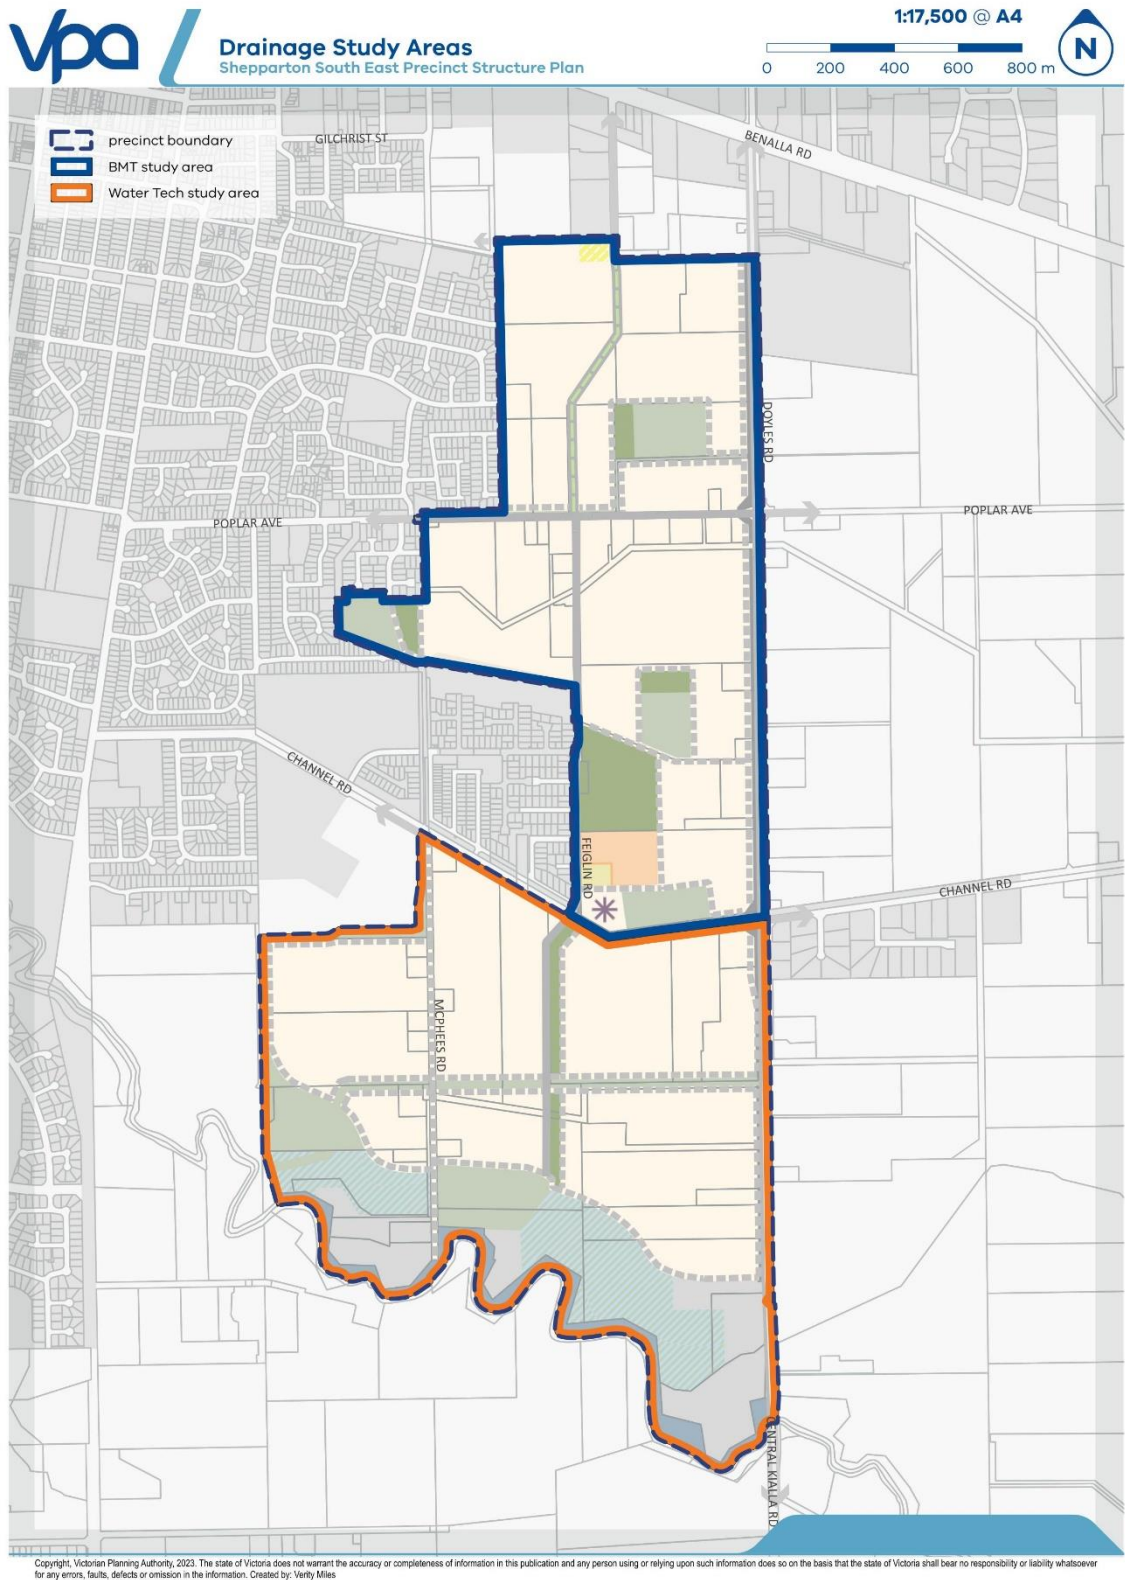 vpa
Drainage Study Areas
Shepparton South East Precinct Structure Plan
1:17,500 @ A4
0 200 400 600 800 m
N
precinct boundary
BMT study area
Water Tech study area
GILCHRIST ST
BENALLA RD
DOYLES RD
POPLAR AVE
POPLAR AVE
CHANNEL RD
FEIGLIN RD
CHANNEL RD
MCPHEES RD
CENTRAL KIALLA RD
Copyright, Victorian Planning Authority, 2023. The state of Victoria does not warrant the accuracy or completeness of information in this publication and any person using or relying upon such information does so on the basis that the state of Victoria shall bear no responsibility or liability whatsoever
for any errors, faults, defects or omission in the information. Created by: Verity Miles